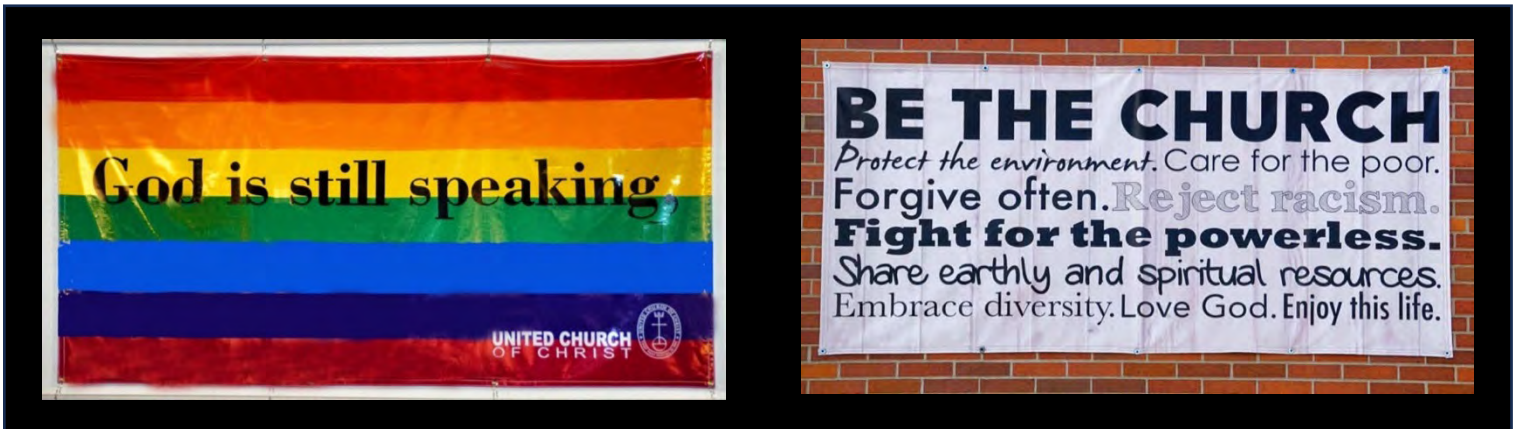 God is still speaking,
UNITED CHURCH
OF CHRIST
BE THE CHURCH
Protect the environment. Care for the poor.
Forgive often. Reject racism.
Fight for the powerless.
Share earthly and spiritual resources.
Embrace diversity. Love God. Enjoy this life.